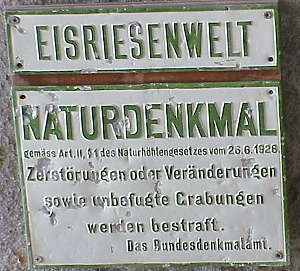 EISRIESENWELT
NATURDENKMAL
gemäss Art. II, §1 des Naturhöhlengesetzes vom 26.6.1928.
Zerstörungen oder Veränderungen
sowie unbefugte Grabungen
werden bestraft.
Das Bundesdenkmalamt.